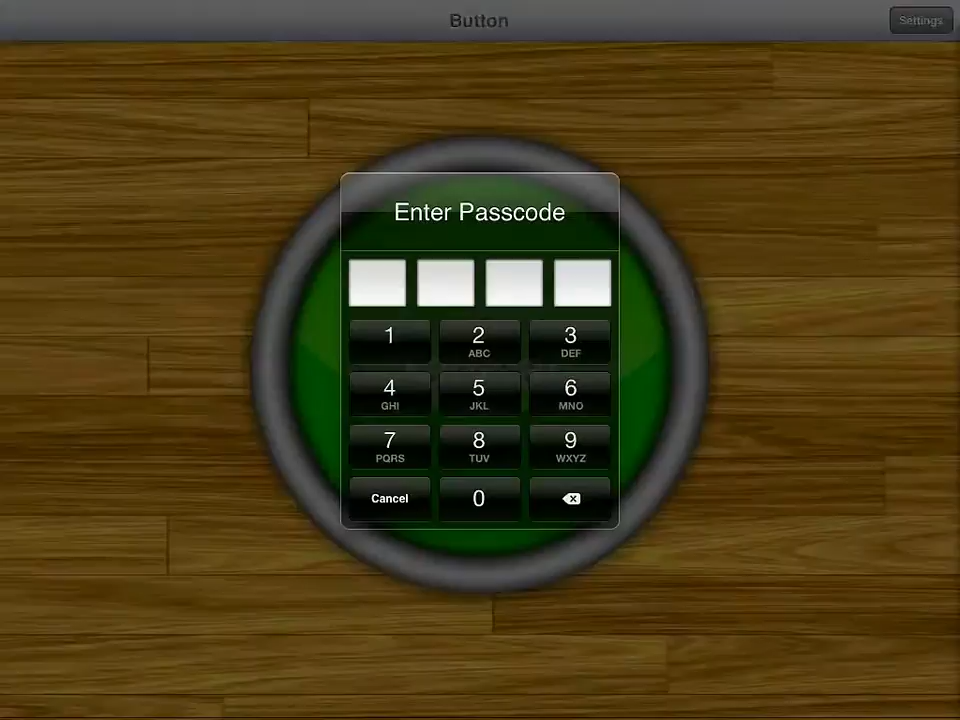 Button
Settings
Enter Passcode
1
2
3
ABC
DEF
4
5
6
GHI
JKL
MNO
7
8
9
PQRS
TUV
WXYZ
Cancel
0